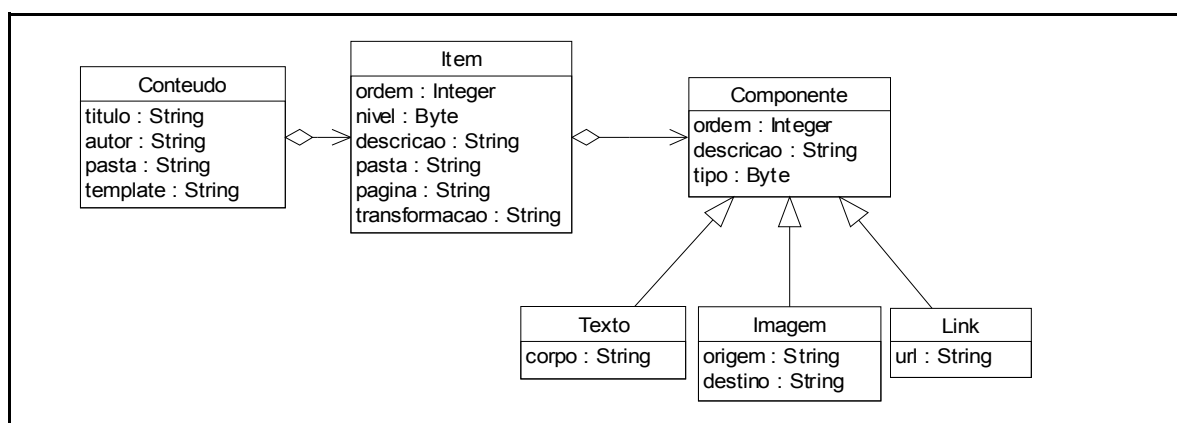 Conteudo
titulo : String
autor : String
pasta : String
template : String
Item
ordem : Integer
nivel : Byte
descricao : String
pasta : String
pagina : String
transformacao : String
Componente
ordem : Integer
descricao : String
tipo : Byte
Texto
corpo : String
Imagem
origem : String
destino : String
Link
url : String